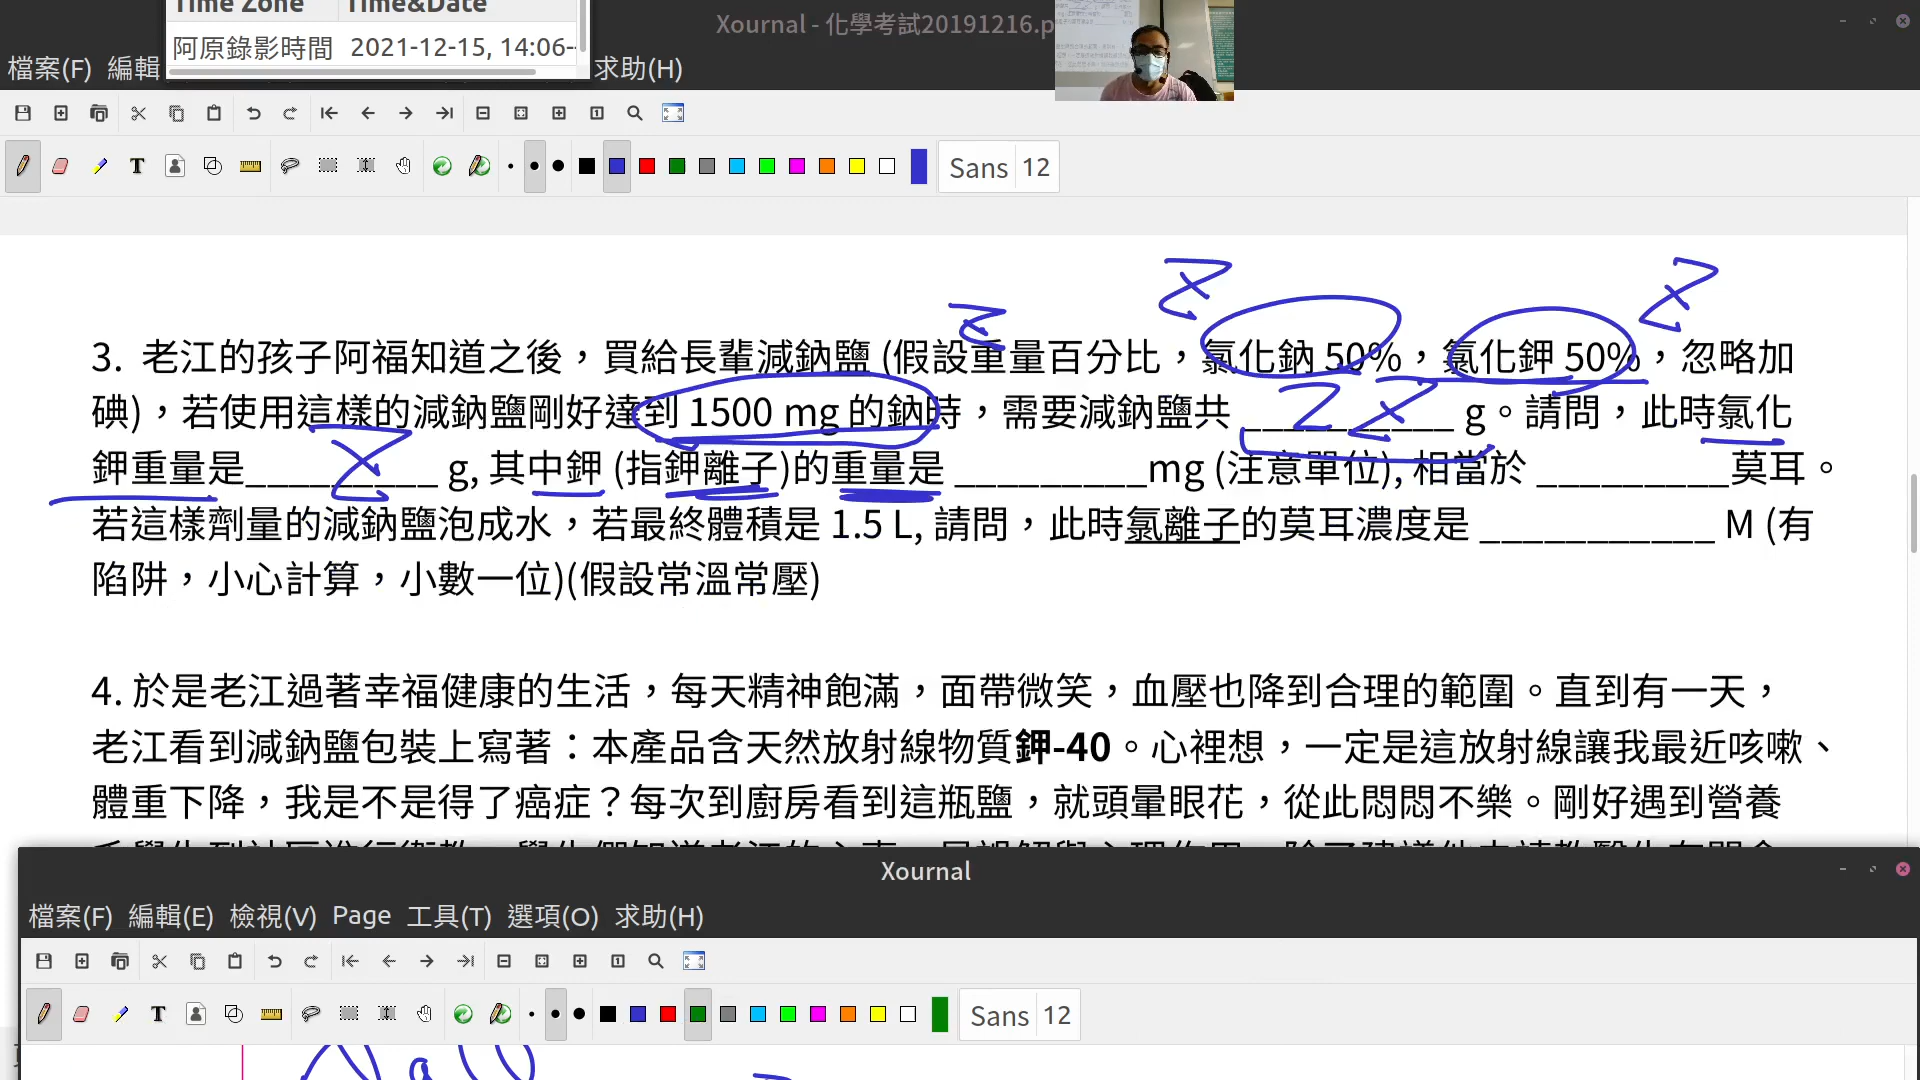 Time Zone Time&Date
阿原錄影時間 2021-12-15, 14:06-
Xournal - 化學考試20191216.p
檔案(F) 編輯 求助(H)
T Sans 12
Z Z Z
3. 老江的孩子阿福知道之後，買給長輩減鈉鹽 (假設重量百分比，氯化鈉 50%，氯化鉀 50%，忽略加
碘)，若使用這樣的減鈉鹽剛好達到 1500 mg 的鈉時，需要減鈉鹽共 __________ g。請問，此時氯化
鉀重量是_________ g, 其中鉀 (指鉀離子)的重量是 _________mg (注意單位), 相當於 _________莫耳。
若這樣劑量的減鈉鹽泡成水，若最終體積是 1.5 L, 請問，此時氯離子的莫耳濃度是 ___________ M (有
陷阱，小心計算，小數一位)(假設常溫常壓)
4. 於是老江過著幸福健康的生活，每天精神飽滿，面帶微笑，血壓也降到合理的範圍。直到有一天，
老江看到減鈉鹽包裝上寫著：本產品含天然放射線物質鉀-40。心裡想，一定是這放射線讓我最近咳嗽、
體重下降，我是不是得了癌症？每次到廚房看到這瓶鹽，就頭暈眼花，從此悶悶不樂。剛好遇到營養
Xournal
檔案(F) 編輯(E) 檢視(V) Page 工具(T) 選項(O) 求助(H)
T Sans 12